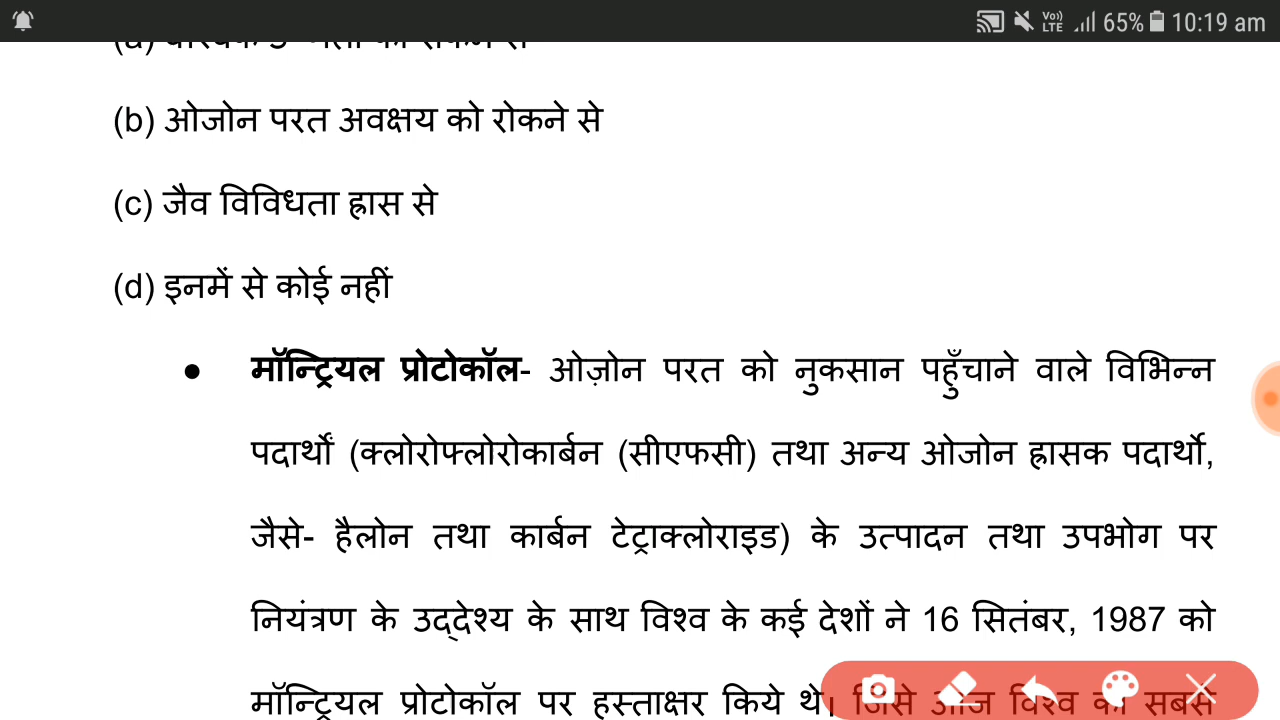 65% 10:19 am
(b) ओजोन परत अवक्षय को रोकने से
(c) जैव विविधता ह्रास से
(d) इनमें से कोई नहीं
● मॉन्ट्रियल प्रोटोकॉल- ओज़ोन परत को नुकसान पहुँचाने वाले विभिन्न
पदार्थों (क्लोरोफ्लोरोकार्बन (सीएफसी) तथा अन्य ओजोन ह्रासक पदार्थो,
जैसे- हैलोन तथा कार्बन टेट्राक्लोराइड) के उत्पादन तथा उपभोग पर
नियंत्रण के उद्देश्य के साथ विश्व के कई देशों ने 16 सितंबर, 1987 को
मॉन्ट्रियल प्रोटोकॉल पर हस्ताक्षर किये थे। जिसे आज विश्व का सबसे